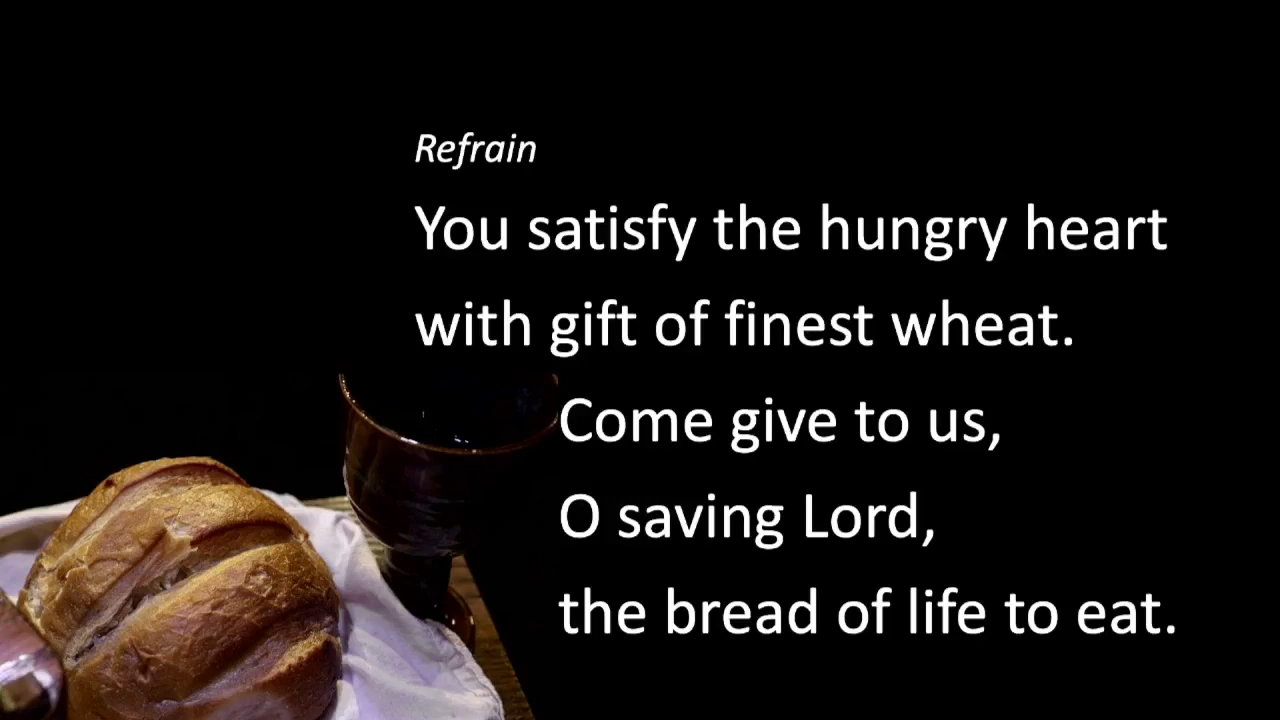 Refrain
You satisfy the hungry heart
with gift of finest wheat.
Come give to us,
O saving Lord,
the bread of life to eat.